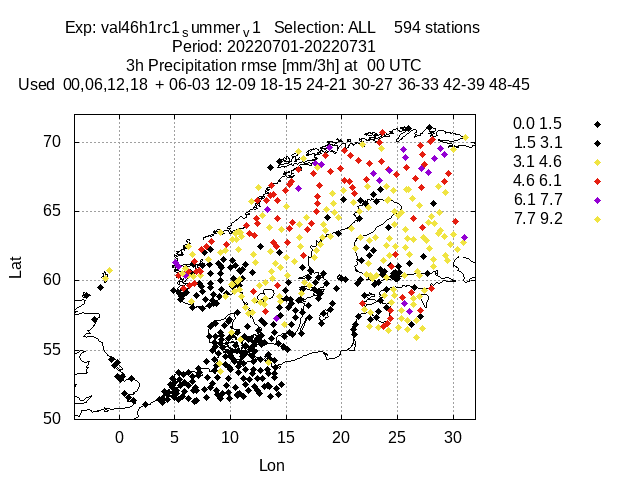 Exp: val46h1rc1summerv1 Selection: ALL 594 stations
Period: 20220701-20220731
3h Precipitation rmse [mm/3h] at 00 UTC
Used 00,06,12,18 + 06-03 12-09 18-15 24-21 30-27 36-33 42-39 48-45
0.0 1.5
1.5 3.1
3.1 4.6
4.6 6.1
6.1 7.7
7.7 9.2
70
65
60
55
50
Lat
0 5 10 15 20 25 30
Lon